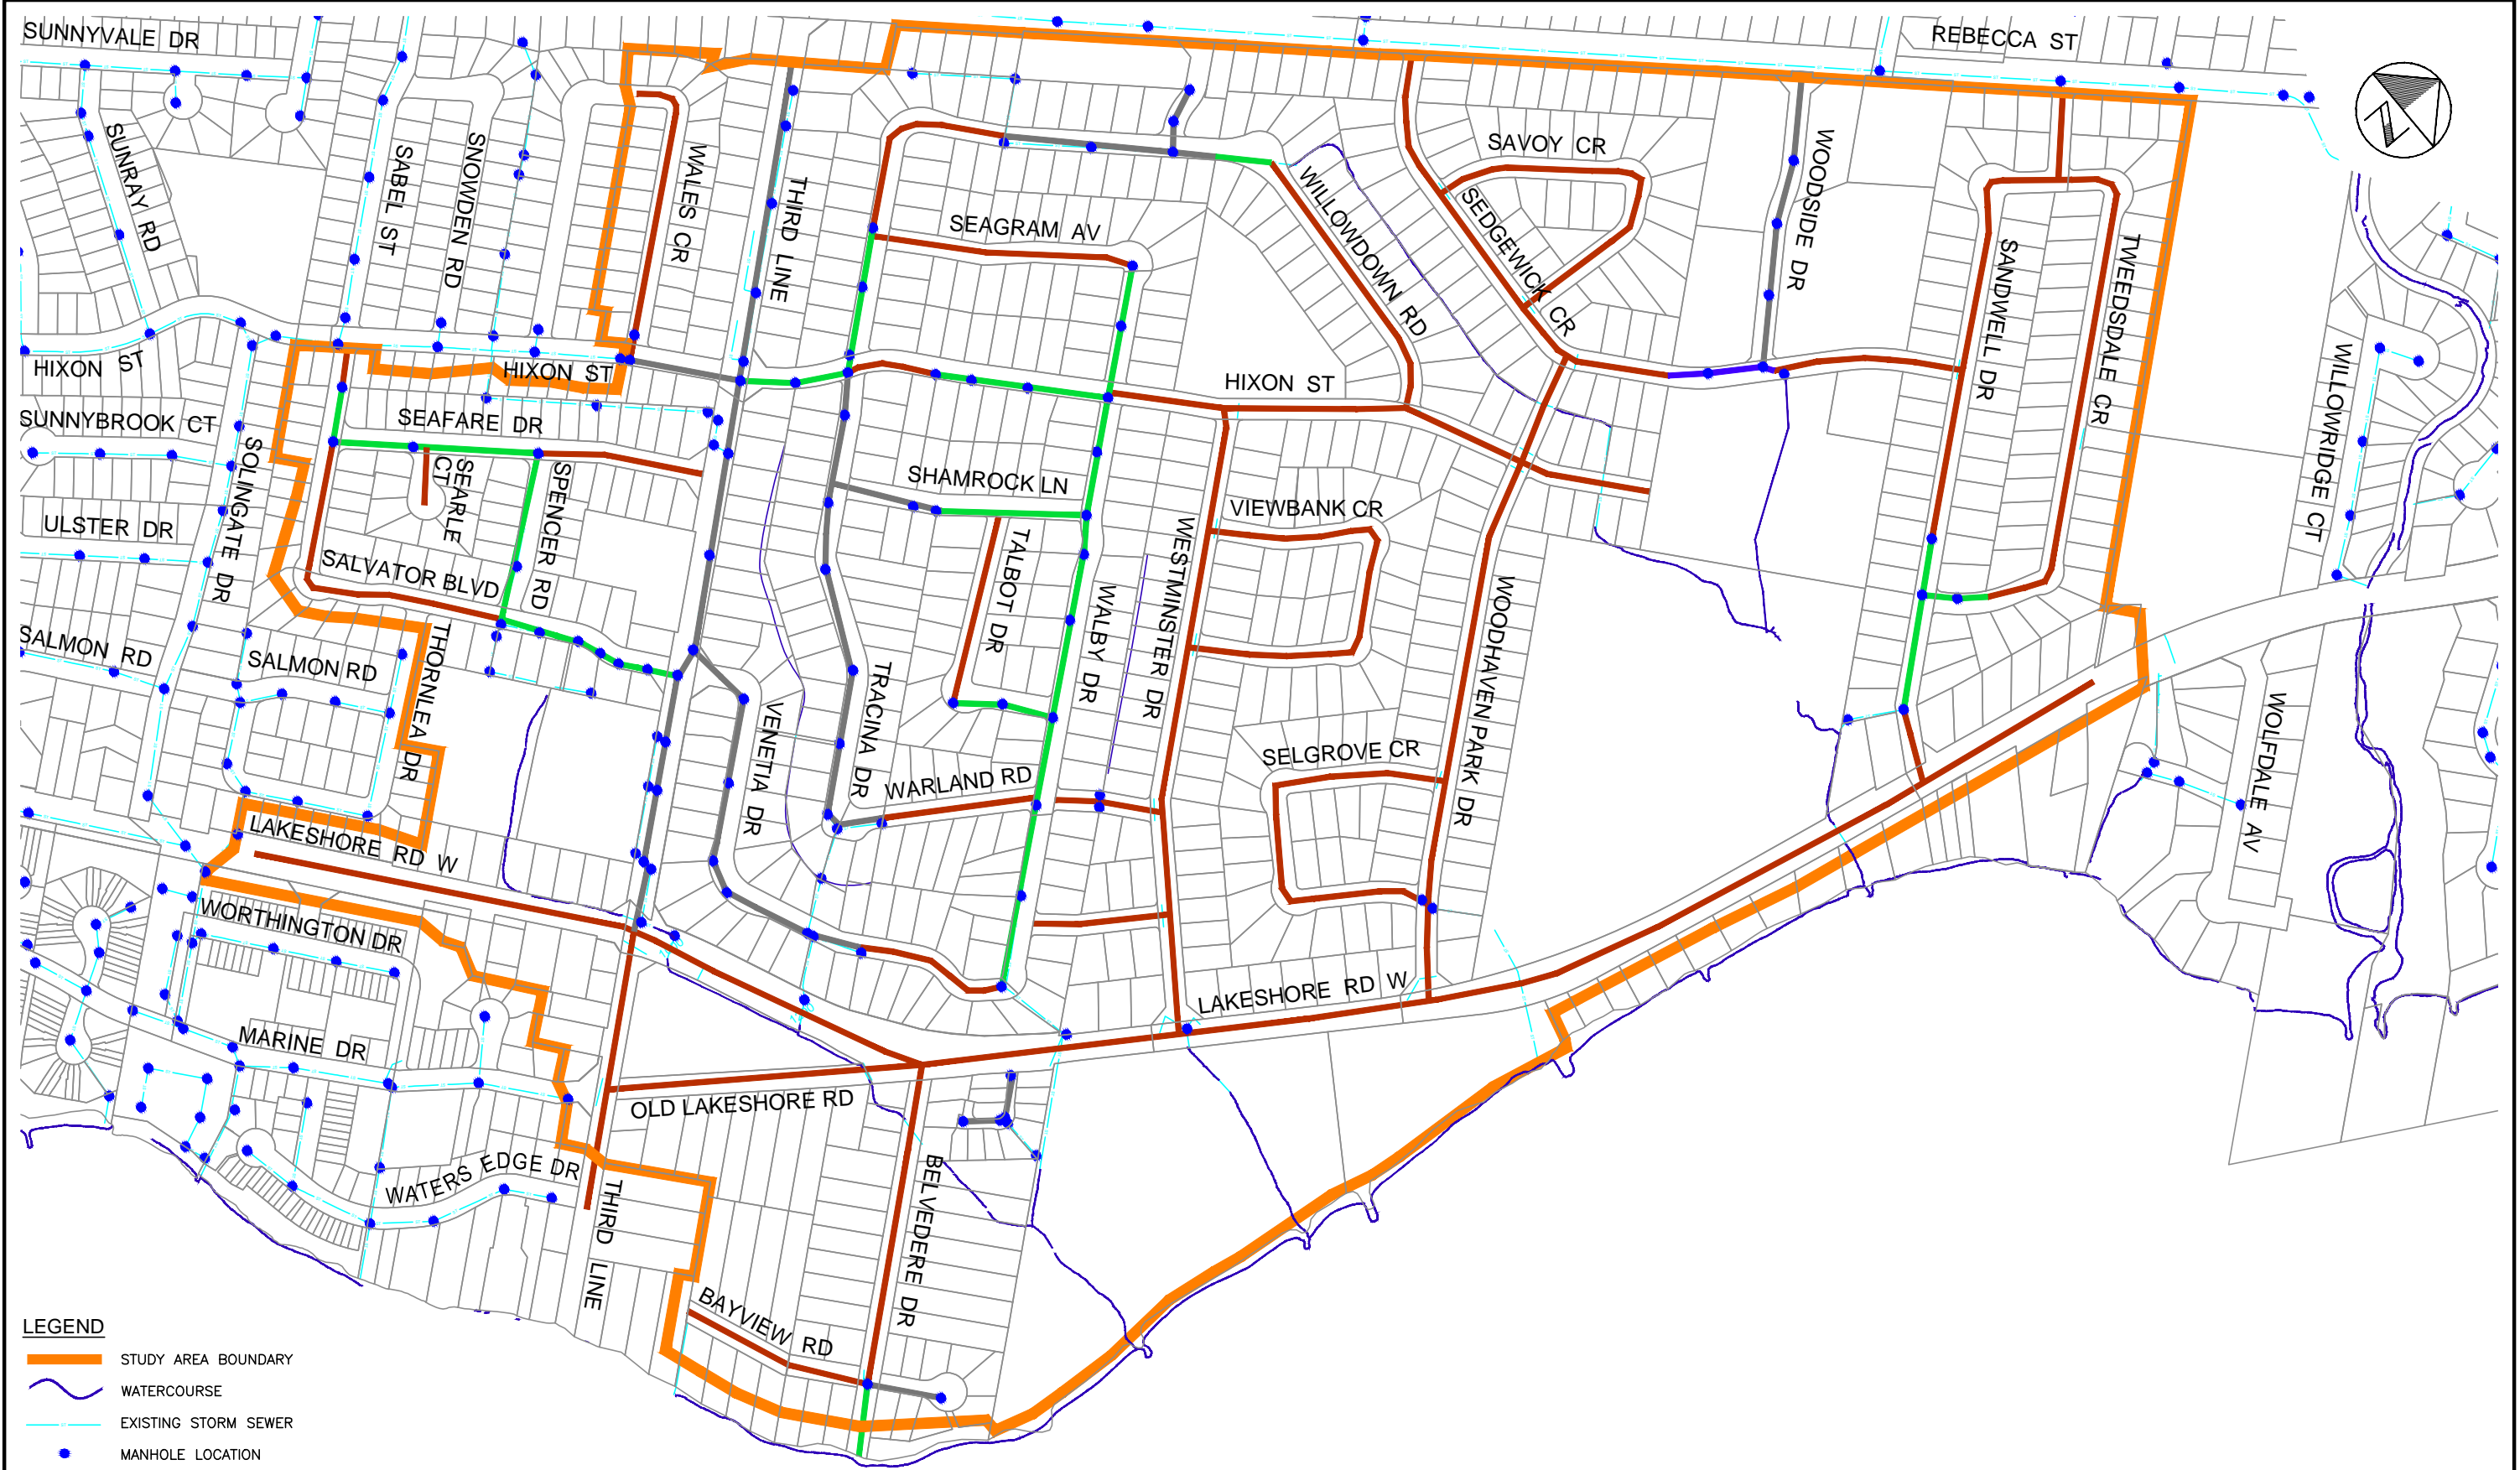 SUNNYVALE DR
REBECCA ST
SUNRAY RD
SABEL ST
SNOWDEN RD
WALES CR
THIRD LINE
SEAGRAM AV
WILLOWDOWN RD
SAVOY CR
SEDGEWICK CR
WOODSIDE DR
SANDWELL DR
TWEDSDALE CR
WILLOWRIDGE CT
HIXON ST
HIXON ST
HIXON ST
SUNNYBROOK CT
SOLINGATE DR
SEAFARE DR
SEARLE
CT
SPENCER RD
SHAMROCK LN
VIEWBANK CR
ULSTER DR
SALVATOR BLVD
TALBOT DR
WALBY DR
WESTMINSTER DR
WOODHAVEN PARK DR
SALMON RD
SALMON RD
THORNLEA DR
VENETIA DR
TRACINA DR
WARLAND RD
SELGROVE CR
WOLFDALE AV
LAKESHORE RD W
WORTHINGTON DR
LAKESHORE RD W
MARINE DR
OLD LAKESHORE RD
WATERS EDGE DR
THIRD LINE
BELVEDERE DR
BAYVIEW RD
LEGEND
STUDY AREA BOUNDARY
WATERCOURSE
EXISTING STORM SEWER
MANHOLE LOCATION